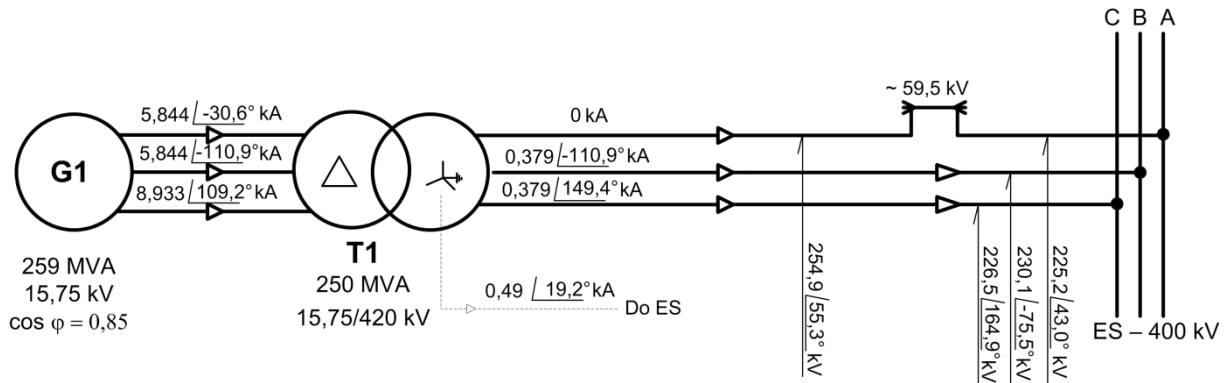 C B A
~ 59,5 kV
5,844 /-30,6° kA
0 kA
5,844 /-110,9°kA
0,379 /-110,9°kA
G1
8,933 /109,2°kA
0,379 /149,4°kA
T1
259 MVA
15,75 kV
cos φ = 0,85
250 MVA
15,75/420 kV
0,49 /19,2°kA
Do ES
254,9/55,3° kV
226,5/164,9°kV
230,1/-75,5° kV
225,2/43,0° kV
ES – 400 kV